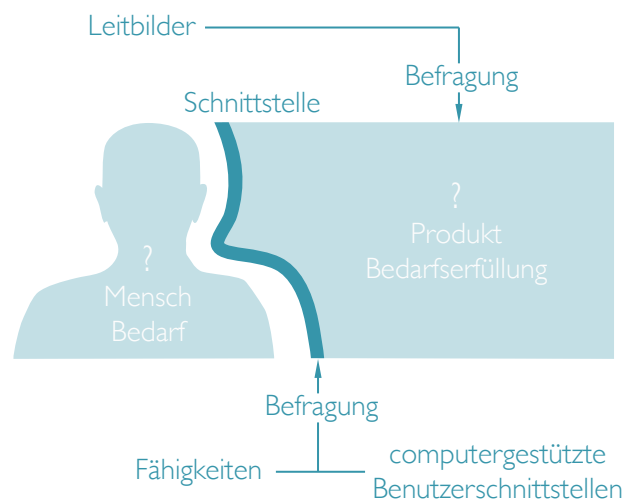 Leitbilder
Befragung
Schnittstelle
?
Produkt
Bedarfserfüllung
?
Mensch
Bedarf
Befragung
Fähigkeiten
computergestützte
Benutzerschnittstellen